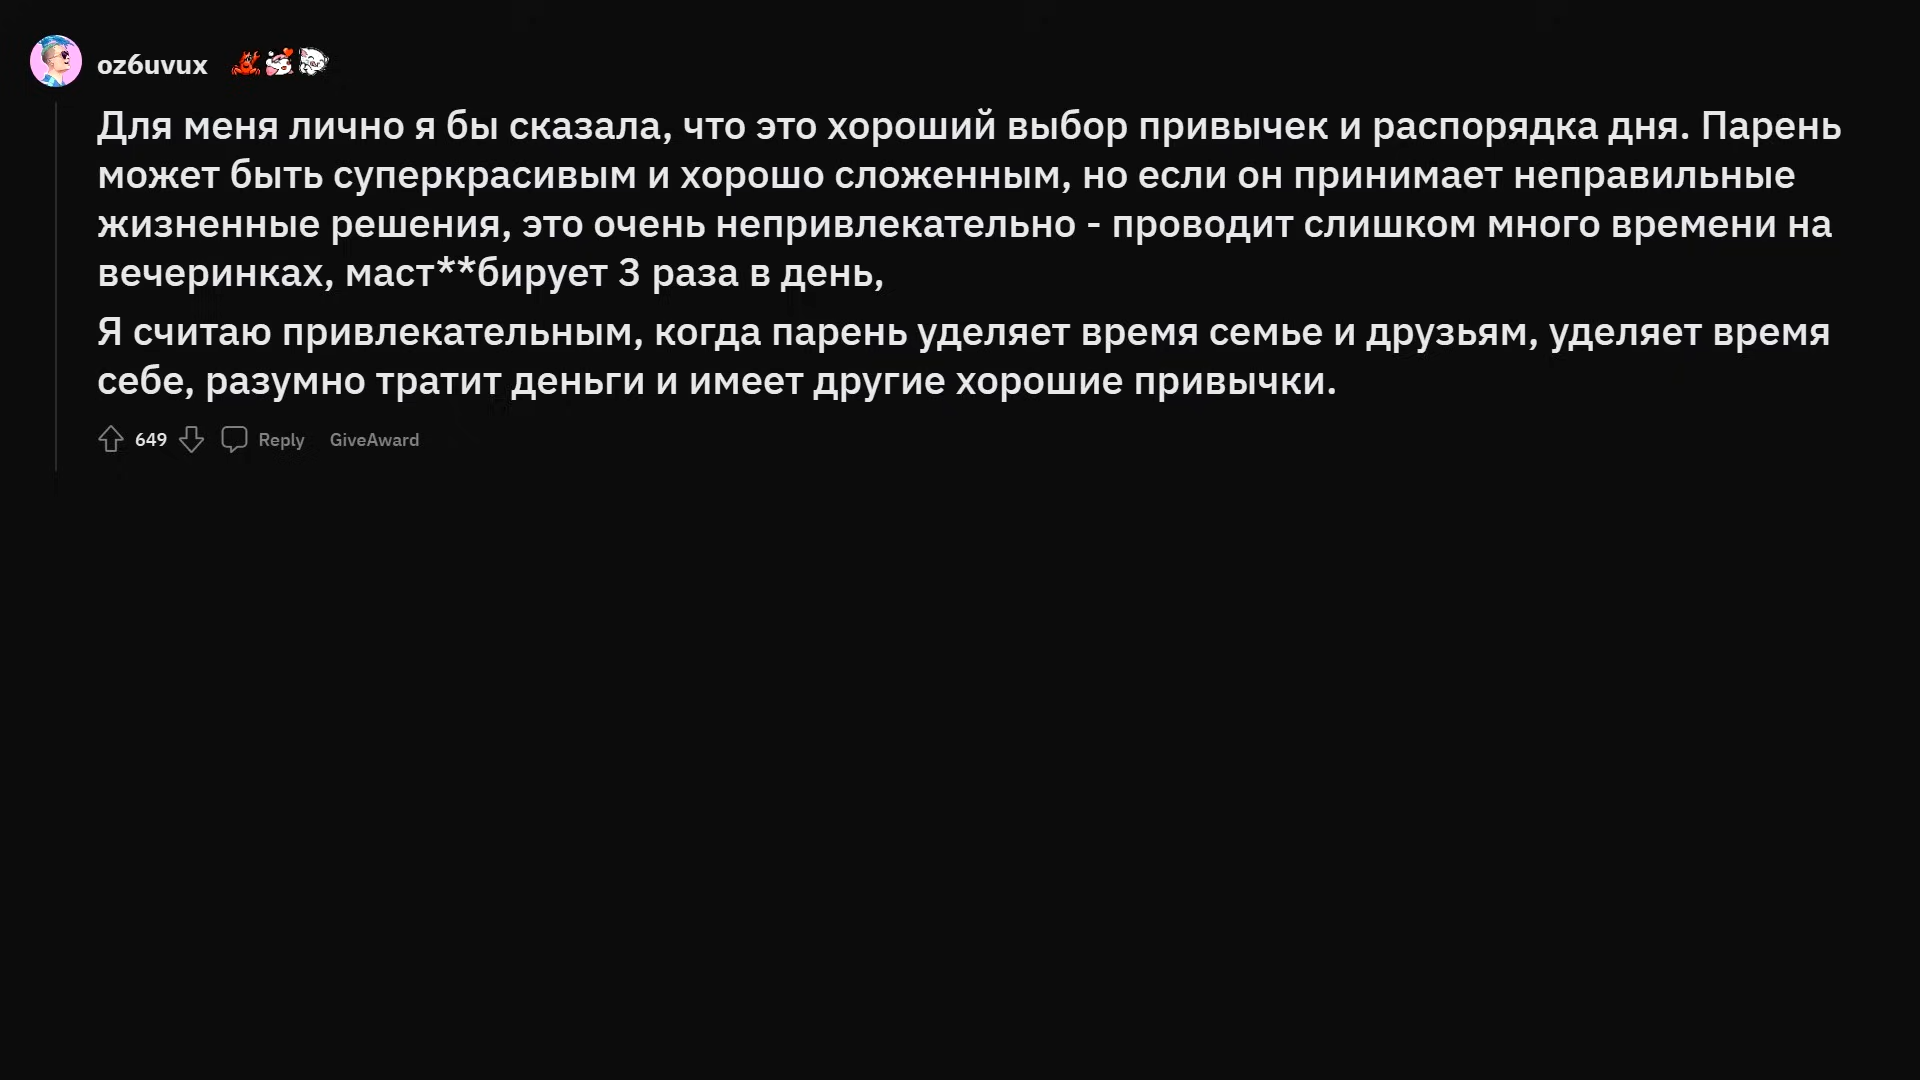 oz6uvux
Для меня лично я бы сказала, что это хороший выбор привычек и распорядка дня. Парень
может быть суперкрасивым и хорошо сложенным, но если он принимает неправильные
жизненные решения, это очень непривлекательно - проводит слишком много времени на
вечеринках, маст**бирует 3 раза в день,
Я считаю привлекательным, когда парень уделяет время семье и друзьям, уделяет время
себе, разумно тратит деньги и имеет другие хорошие привычки.
649 Reply GiveAward